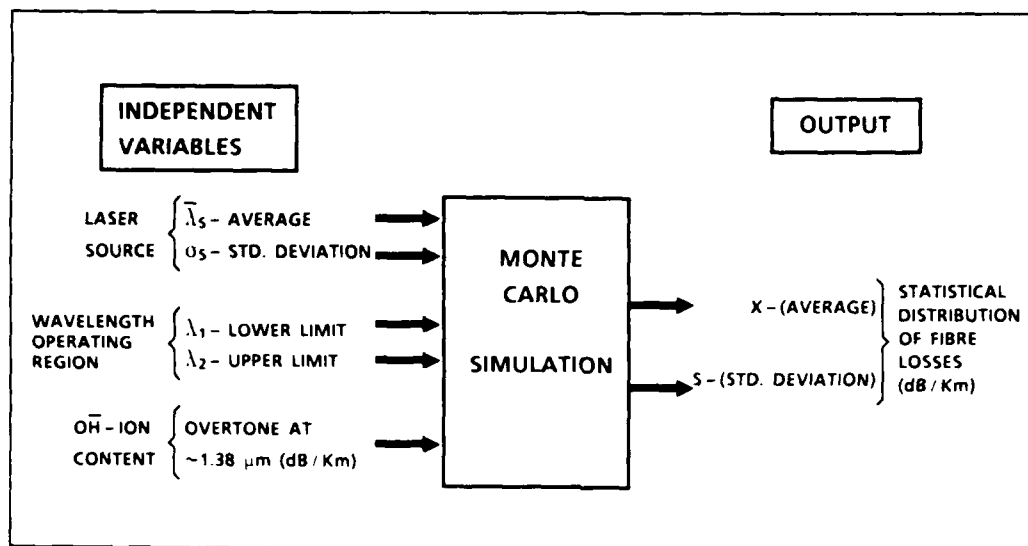 INDEPENDENT
VARIABLES
OUTPUT
LASER
SOURCE
λ̅S – AVERAGE
σS – STD. DEVIATION
WAVELENGTH
OPERATING
REGION
λ1 – LOWER LIMIT
λ2 – UPPER LIMIT
OH̅ – ION
CONTENT
OVERTONE AT
~1.38 μm (dB / Km)
MONTE
CARLO
SIMULATION
X – (AVERAGE)
S – (STD. DEVIATION)
STATISTICAL
DISTRIBUTION
OF FIBRE
LOSSES
(dB / Km)